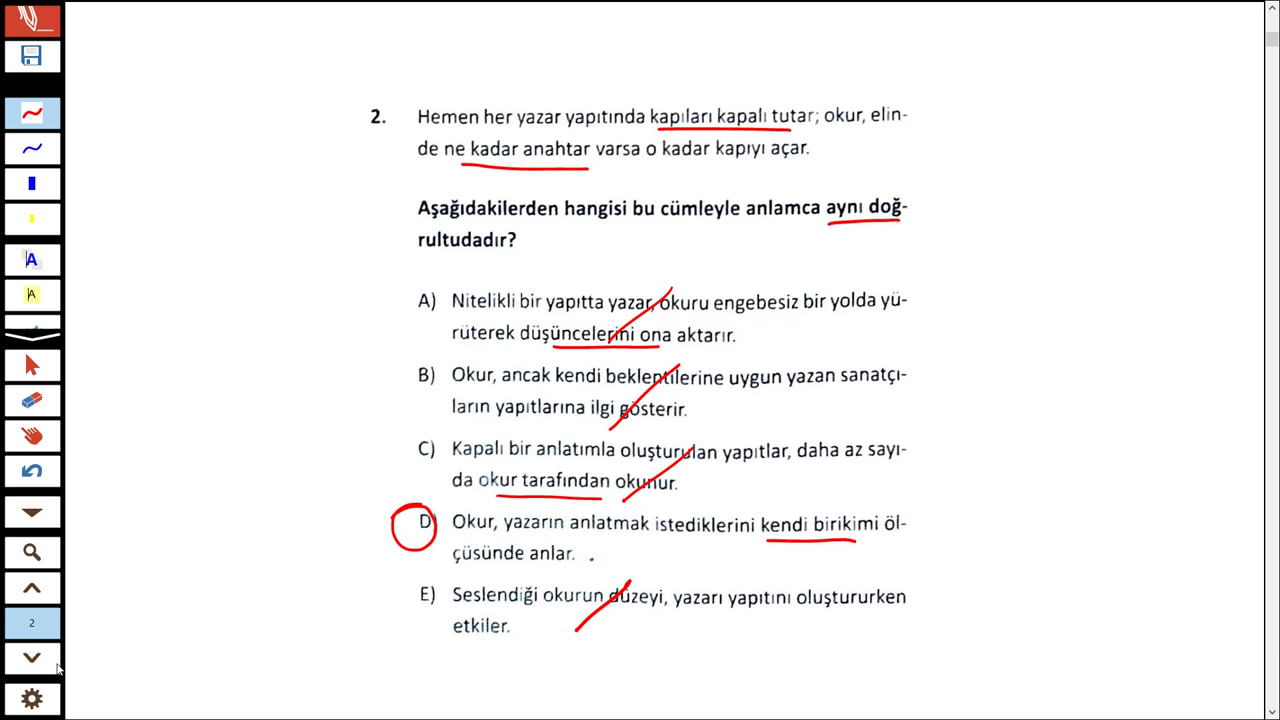 2. Hemen her yazar yapıtında kapıları kapalı tutar; okur, elin-
de ne kadar anahtar varsa o kadar kapıyı açar.
Aşağıdakilerden hangisi bu cümleyle anlamca aynı doğ-
rultudadır?
A) Nitelikli bir yapıtta yazar, okuru engebesiz bir yolda yü-
rüterek düşüncelerini ona aktarır.
B) Okur, ancak kendi beklentilerine uygun yazan sanatçı-
ların yapıtlarına ilgi gösterir.
C) Kapalı bir anlatımla oluşturulan yapıtlar, daha az sayı-
da okur tarafından okunur.
D) Okur, yazarın anlatmak istediklerini kendi birikimi öl-
çüsünde anlar.
E) Seslendiği okurun düzeyi, yazarı yapıtını oluştururken
etkiler.
A
A
2